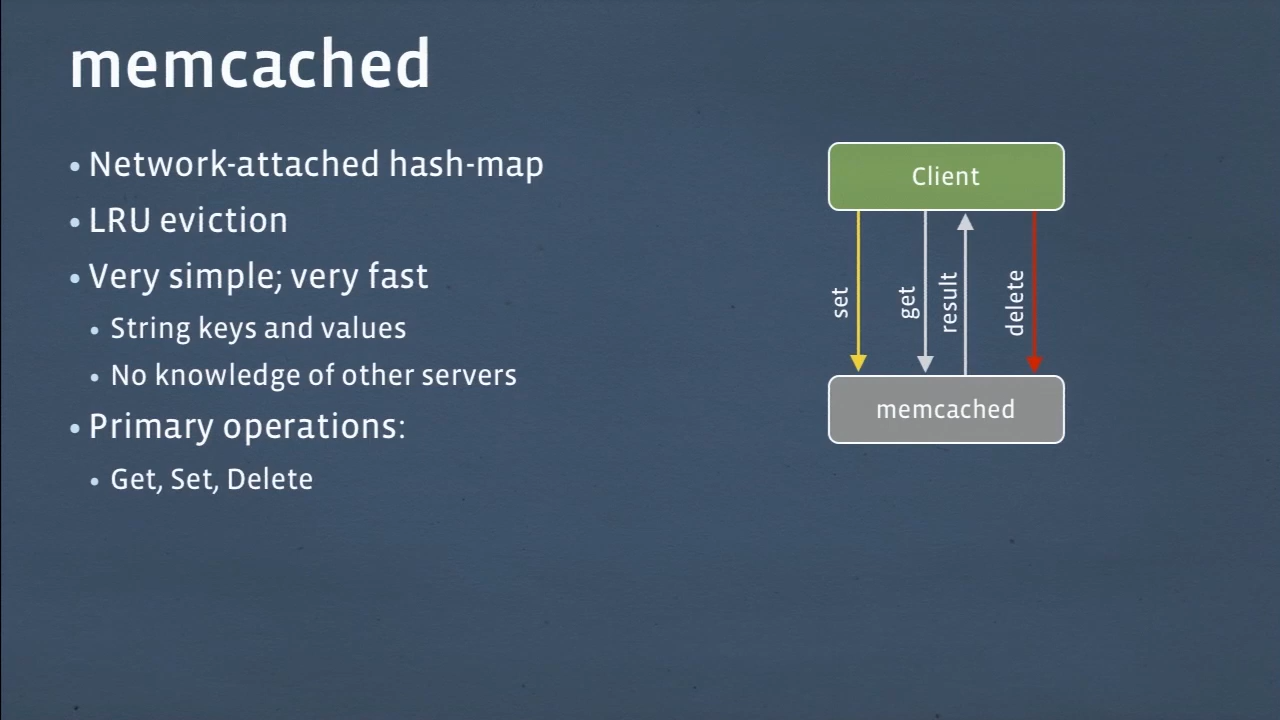 memcached
• Network-attached hash-map
• LRU eviction
• Very simple; very fast
• String keys and values
• No knowledge of other servers
• Primary operations:
• Get, Set, Delete
Client
set
get
result
delete
memcached